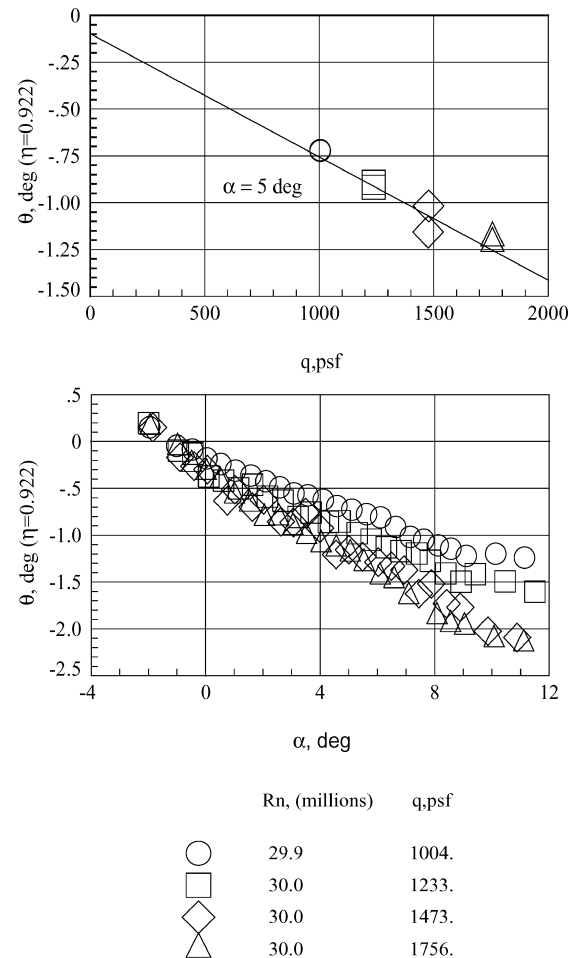 0
-.25
-.50
-.75
-1.00
-1.25
-1.50
θ, deg (η=0.922)
α = 5 deg
0 500 1000 1500 2000
q,psf
.5
0
-.5
-1.0
-1.5
-2.0
-2.5
θ, deg (η=0.922)
-4 0 4 8 12
α, deg
Rn, (millions) q,psf
29.9 1004.
30.0 1233.
30.0 1473.
30.0 1756.